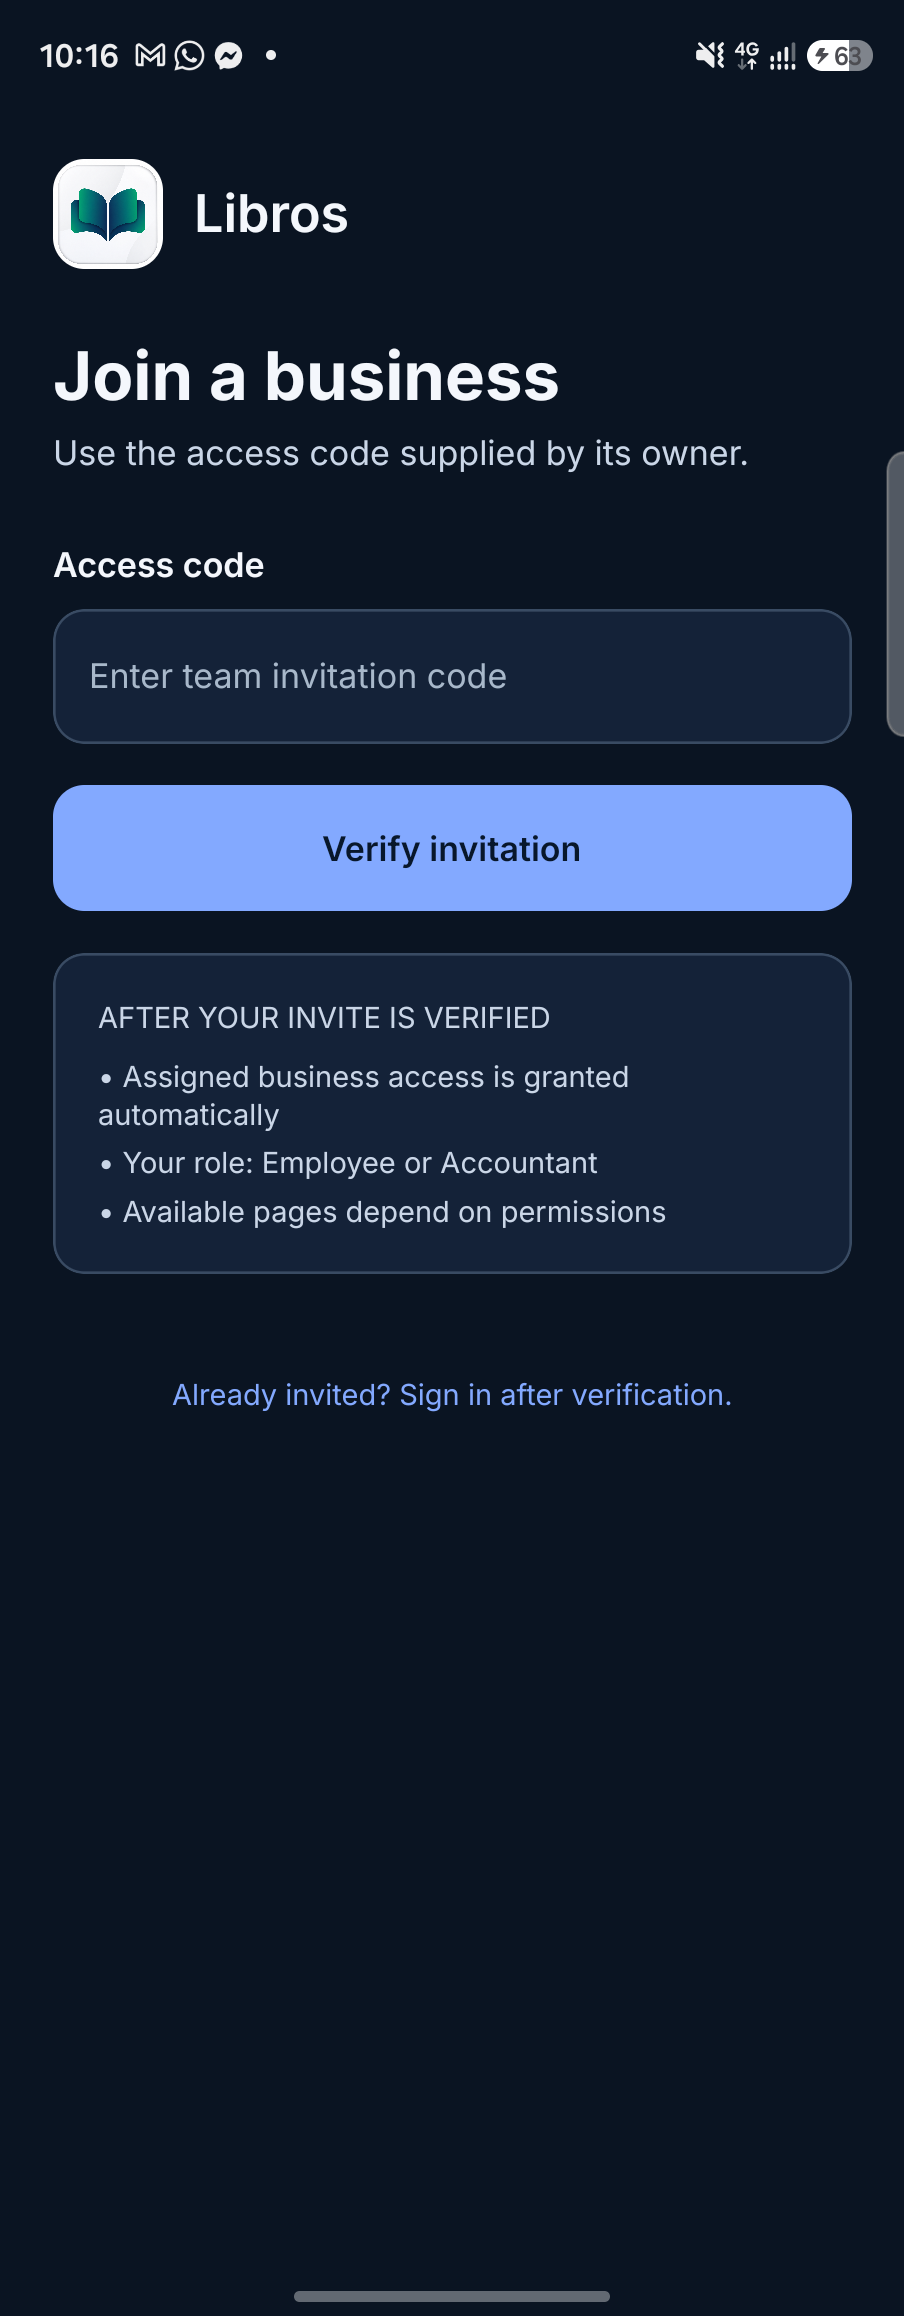 10:16
4G
63
Libros
Join a business
Use the access code supplied by its owner.
Access code
Enter team invitation code
Verify invitation
AFTER YOUR INVITE IS VERIFIED
• Assigned business access is granted
automatically
• Your role: Employee or Accountant
• Available pages depend on permissions
Already invited? Sign in after verification.